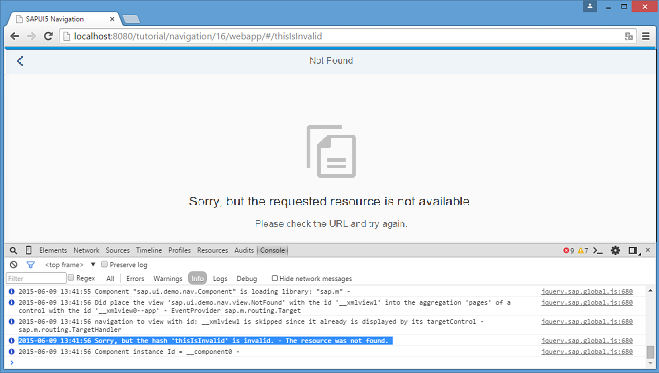 SAPUI5 Navigation
localhost:8080/tutorial/navigation/16/webapp/#/thisIsInvalid
Not Found
Sorry, but the requested resource is not available
Please check the URL and try again.
Elements Network Sources Timeline Profiles Resources Audits Console 9 7
<top frame> Preserve log
Filter Regex All Errors Warnings Info Logs Debug Hide network messages
2015-06-09 13:41:55 Component "sap.ui.demo.nav.Component" is loading library: "sap.m" - jquery.sap.global.js:680
2015-06-09 13:41:56 Did place the view 'sap.ui.demo.nav.view.NotFound' with the id '__xmlview1' into the aggregation 'pages' of a jquery.sap.global.js:680
control with the id '__xmlview0--app' - EventProvider sap.m.routing.Target
2015-06-09 13:41:56 navigation to view with id: __xmlview1 is skipped since it already is displayed by its targetControl - jquery.sap.global.js:680
sap.m.routing.TargetHandler
2015-06-09 13:41:56 Sorry, but the hash 'thisIsInvalid' is invalid. - The resource was not found. jquery.sap.global.js:680
2015-06-09 13:41:56 Component instance Id = __component0 - jquery.sap.global.js:680